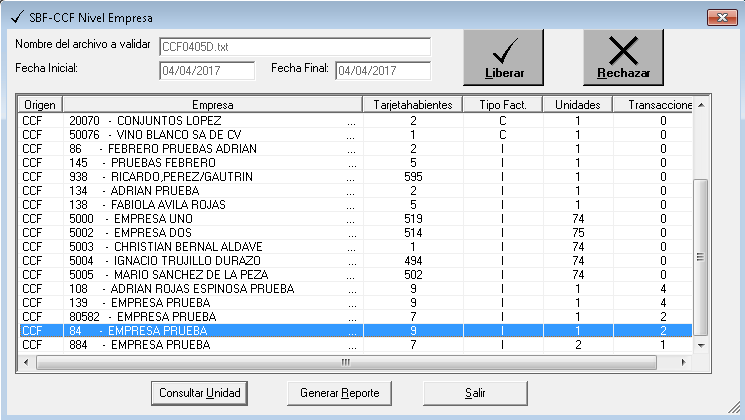 SBF-CCF Nivel Empresa
Nombre del archivo a validar CCF0405D.txt
Fecha Inicial: 04/04/2017 Fecha Final: 04/04/2017
Liberar
Rechazar
Origen Empresa Tarjetahabientes Tipo Fact. Unidades Transaccione
CCF 20070 - CONJUNTOS LOPEZ ... 2 C 1 0
CCF 50076 - VINO BLANCO SA DE CV ... 1 C 1 0
CCF 86 - FEBRERO PRUEBAS ADRIAN ... 2 I 1 0
CCF 145 - PRUEBAS FEBRERO ... 5 I 1 0
CCF 938 - RICARDO,PEREZ/GAUTRIN ... 595 I 1 0
CCF 134 - ADRIAN PRUEBA ... 2 I 1 0
CCF 138 - FABIOLA AVILA ROJAS ... 5 I 1 0
CCF 5000 - EMPRESA UNO ... 519 I 74 0
CCF 5002 - EMPRESA DOS ... 514 I 75 0
CCF 5003 - CHRISTIAN BERNAL ALDAVE ... 1 I 74 0
CCF 5004 - IGNACIO TRUJILLO DURAZO ... 494 I 74 0
CCF 5005 - MARIO SANCHEZ DE LA PEZA ... 502 I 74 0
CCF 108 - ADRIAN ROJAS ESPINOSA PRUEBA ... 9 I 1 4
CCF 139 - EMPRESA PRUEBA ... 9 I 1 4
CCF 80582 - EMPRESA PRUEBA ... 7 I 1 2
CCF 84 - EMPRESA PRUEBA ... 9 I 1 2
CCF 884 - EMPRESA PRUEBA ... 7 I 2 1
Consultar Unidad Generar Reporte Salir